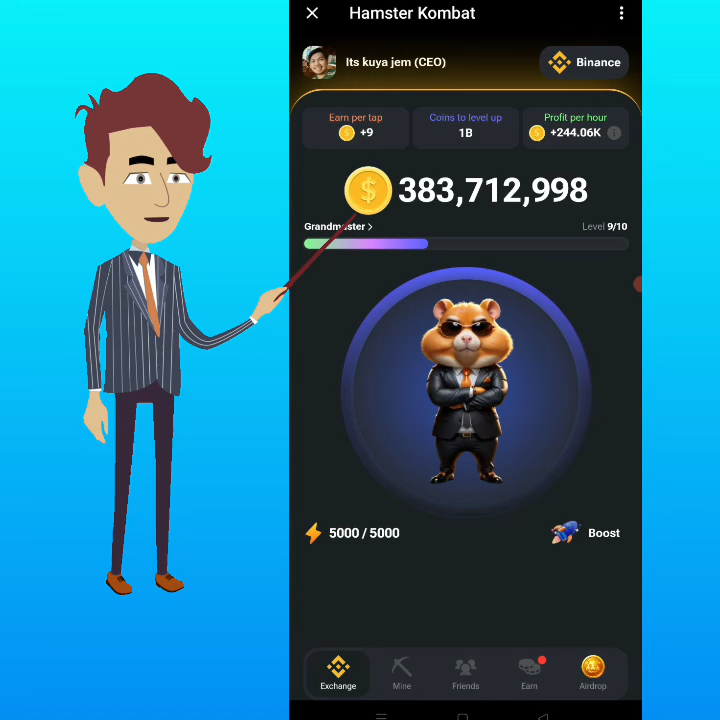 Hamster Kombat
Its kuya jem (CEO)
Binance
Earn per tap
+9
Coins to level up
1B
Profit per hour
+244.06K
383,712,998
Grandmaster
Level 9/10
5000 / 5000
Boost
Exchange
Mine
Friends
Earn
Airdrop